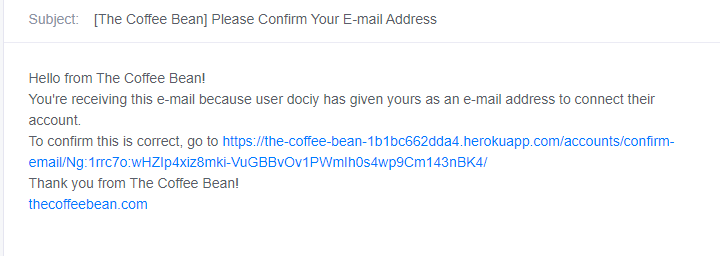 Subject: [The Coffee Bean] Please Confirm Your E-mail Address
Hello from The Coffee Bean!
You're receiving this e-mail because user dociy has given yours as an e-mail address to connect their
account.
To confirm this is correct, go to https://the-coffee-bean-1b1bc662dda4.herokuapp.com/accounts/confirm-
email/Ng:1rrc7o:wHZIp4xiz8mki-VuGBBvOv1PWmIh0s4wp9Cm143nBK4/
Thank you from The Coffee Bean!
thecoffeebean.com